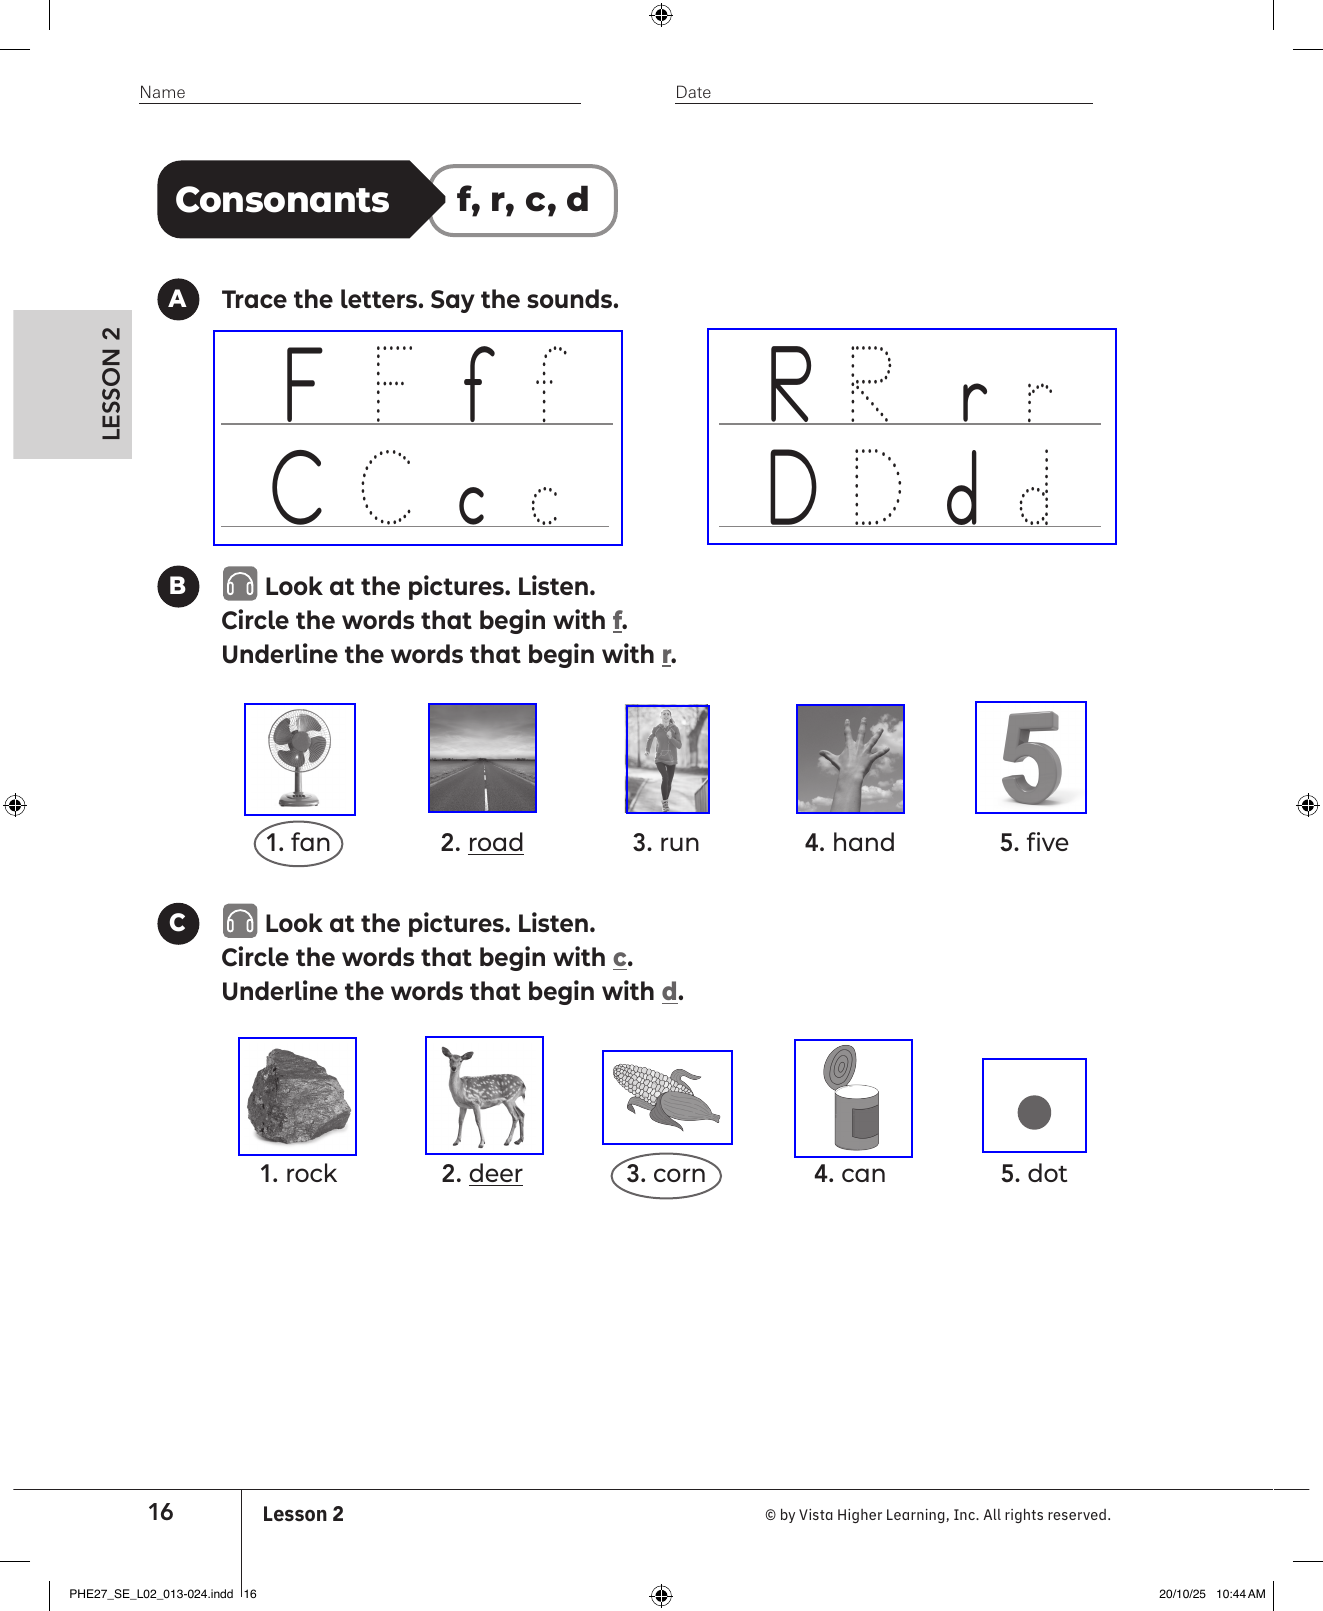 Name Date
Consonants f, r, c, d
A Trace the letters. Say the sounds.
LESSON 2
F F f f R R r r
C C c c D D d d
B Look at the pictures. Listen.
Circle the words that begin with f.
Underline the words that begin with r.
5
1. fan 2. road 3. run 4. hand 5. five
C Look at the pictures. Listen.
Circle the words that begin with c.
Underline the words that begin with d.
1. rock 2. deer 3. corn 4. can 5. dot
16 Lesson 2 © by Vista Higher Learning, Inc. All rights reserved.
PHE27_SE_L02_013-024.indd 16 20/10/25 10:44 AM